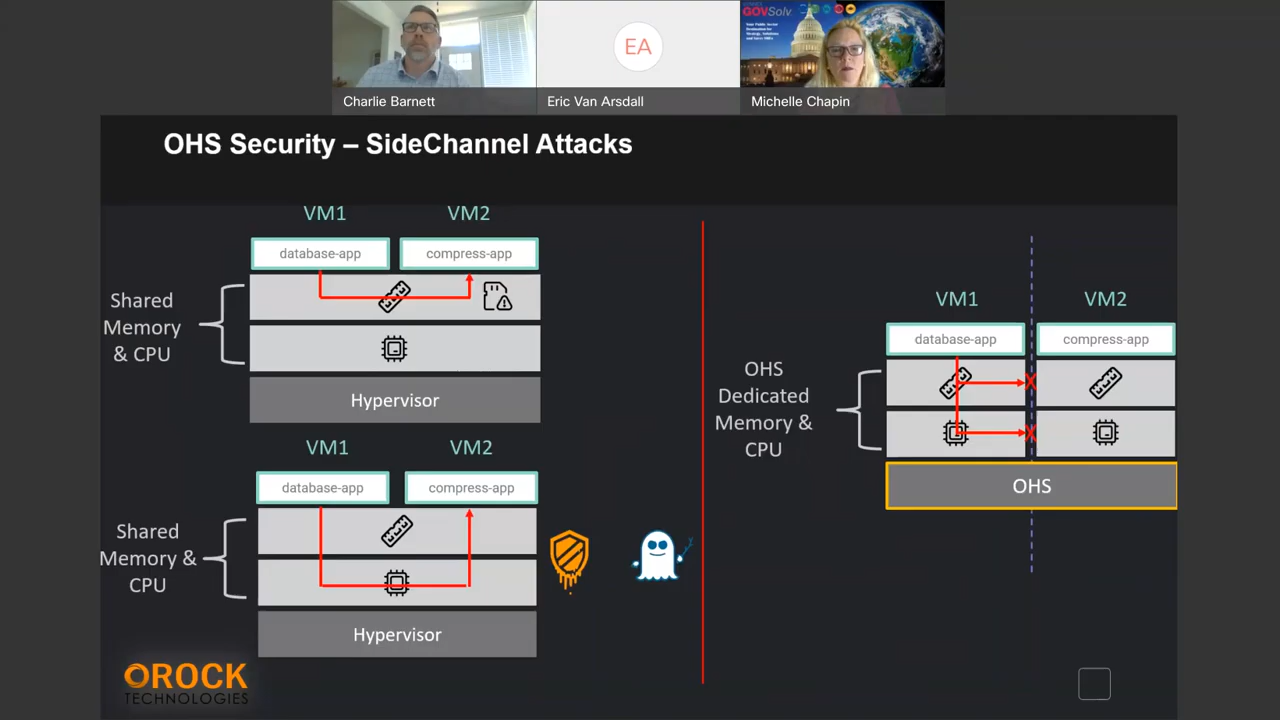 GOVSolv
Charlie Barnett
EA
Eric Van Arsdall
Michelle Chapin
OHS Security – SideChannel Attacks
VM1
VM2
database-app
compress-app
Shared
Memory
& CPU
Hypervisor
VM1
VM2
database-app
compress-app
Shared
Memory &
CPU
Hypervisor
VM1
VM2
database-app
compress-app
OHS
Dedicated
Memory &
CPU
X
X
OHS
OROCK
TECHNOLOGIES